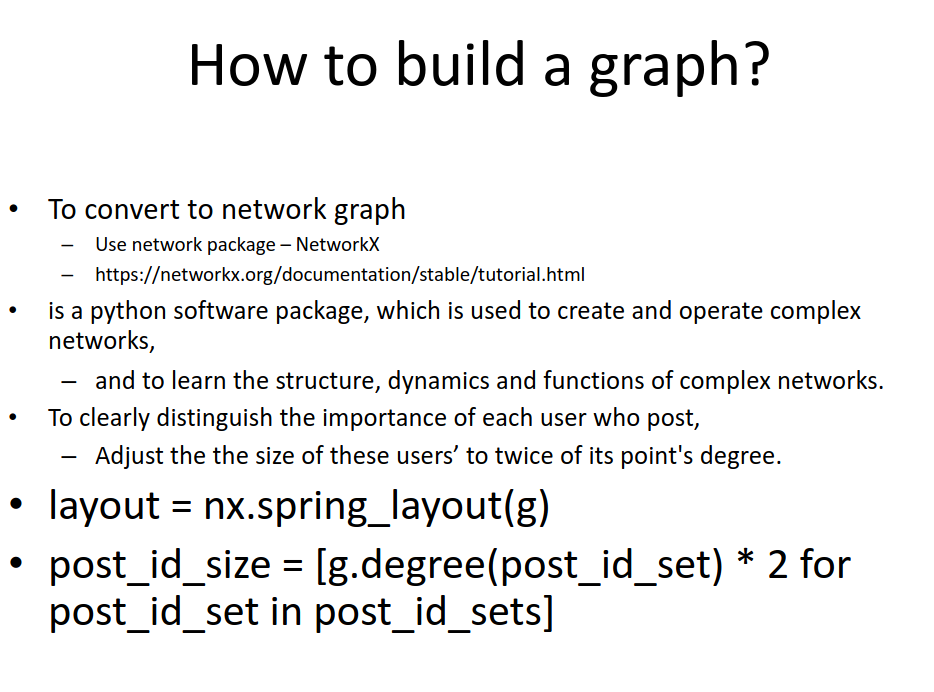 How to build a graph?
• To convert to network graph
– Use network package – NetworkX
– https://networkx.org/documentation/stable/tutorial.html
• is a python software package, which is used to create and operate complex
networks,
– and to learn the structure, dynamics and functions of complex networks.
• To clearly distinguish the importance of each user who post,
– Adjust the the size of these users’ to twice of its point's degree.
• layout = nx.spring_layout(g)
• post_id_size = [g.degree(post_id_set) * 2 for
post_id_set in post_id_sets]